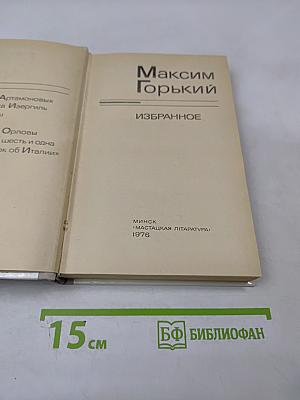 Артамоновых
Изергиль
Орловы
шесть и одна
об Италии»
Максим
Горький
ИЗБРАННОЕ
МИНСК
«МАСТАЦКАЯ ЛІТАРАТУРА»
1976
15 см
БФ БИБЛИОФАН